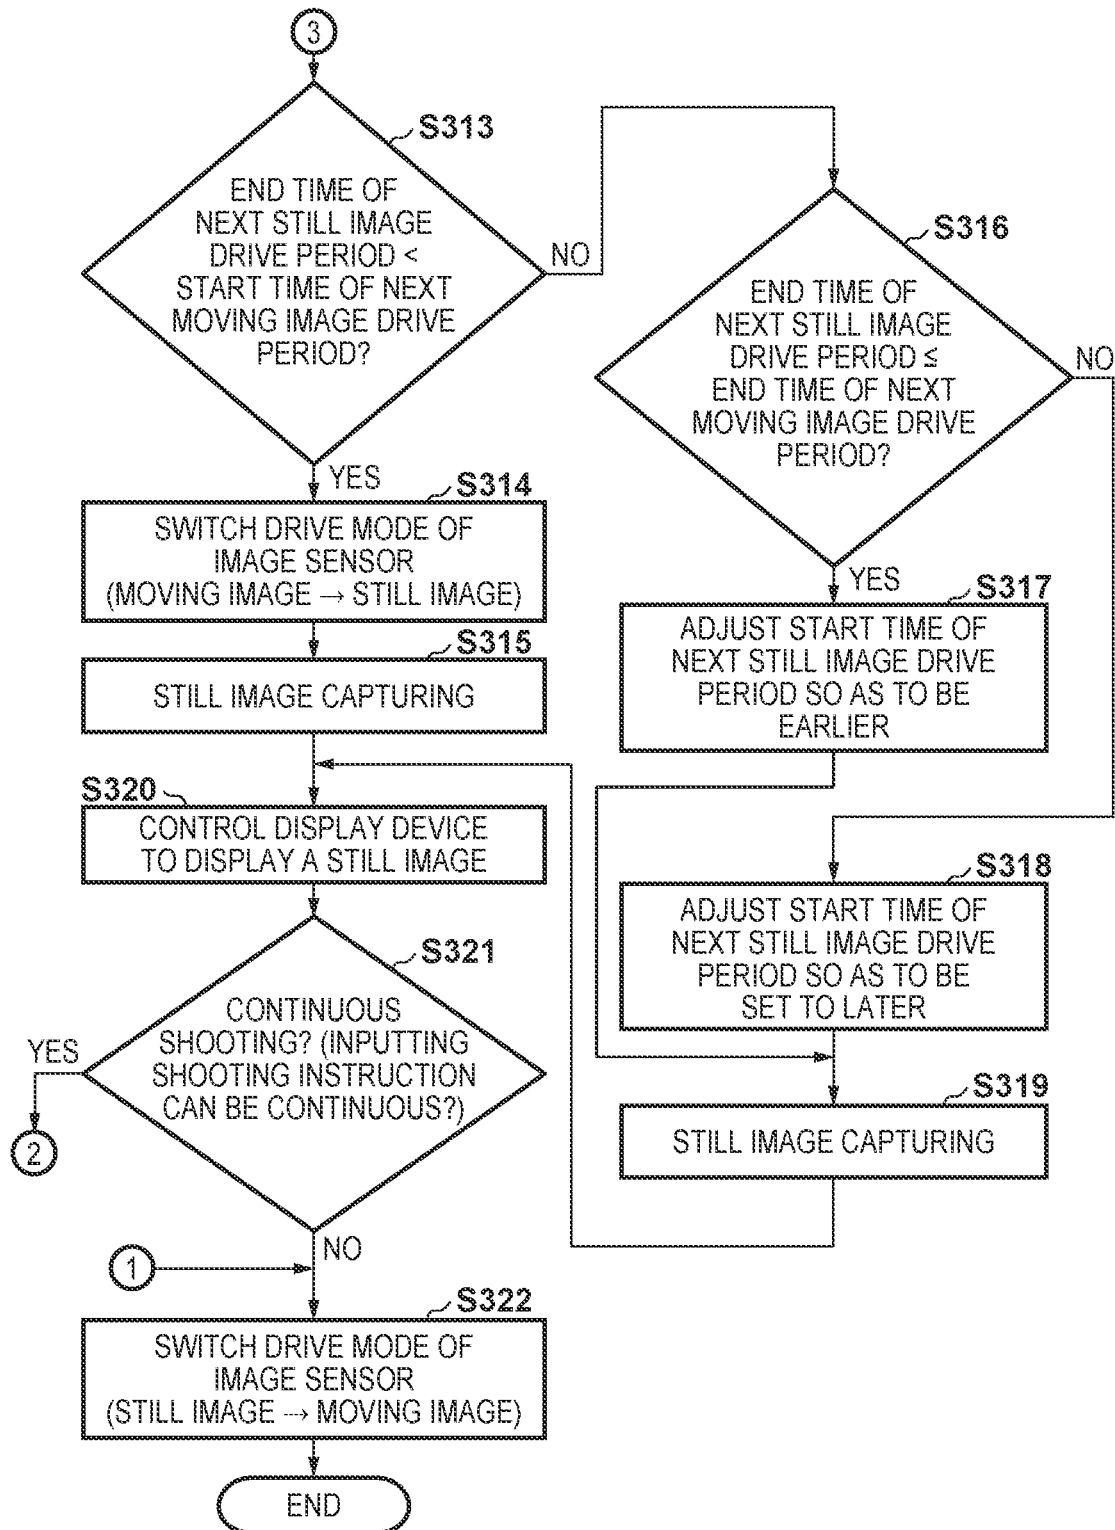 3
S313
END TIME OF
NEXT STILL IMAGE
DRIVE PERIOD <
START TIME OF NEXT
MOVING IMAGE DRIVE
PERIOD?
NO
YES
S314
SWITCH DRIVE MODE OF
IMAGE SENSOR
(MOVING IMAGE → STILL IMAGE)
S315
STILL IMAGE CAPTURING
S316
END TIME OF
NEXT STILL IMAGE
DRIVE PERIOD ≤
END TIME OF NEXT
MOVING IMAGE DRIVE
PERIOD?
NO
YES
S317
ADJUST START TIME OF
NEXT STILL IMAGE DRIVE
PERIOD SO AS TO BE
EARLIER
S318
ADJUST START TIME OF
NEXT STILL IMAGE DRIVE
PERIOD SO AS TO BE
SET TO LATER
S319
STILL IMAGE CAPTURING
S320
CONTROL DISPLAY DEVICE
TO DISPLAY A STILL IMAGE
S321
CONTINUOUS
SHOOTING? (INPUTTING
SHOOTING INSTRUCTION
CAN BE CONTINUOUS?)
YES
2
NO
1
S322
SWITCH DRIVE MODE OF
IMAGE SENSOR
(STILL IMAGE → MOVING IMAGE)
END